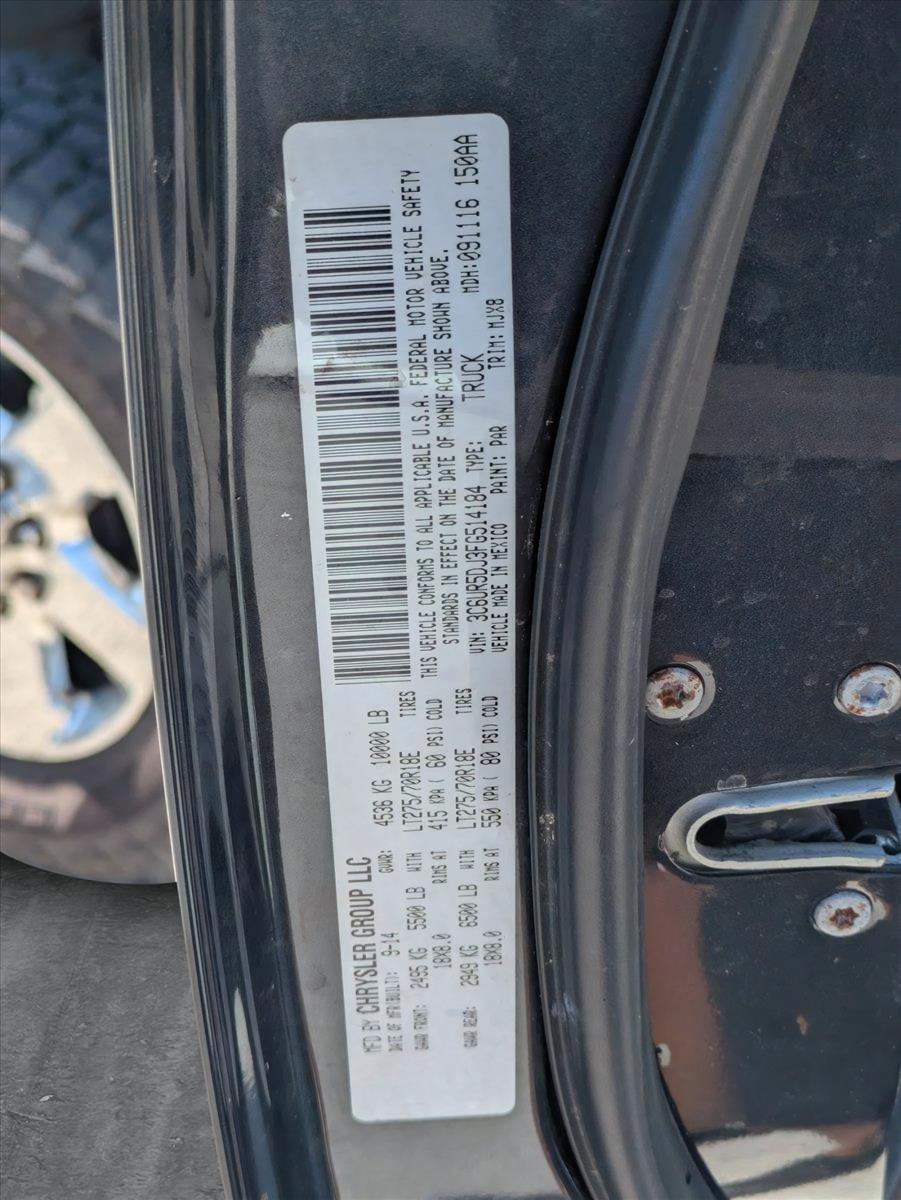 MFD BY CHRYSLER GROUP LLC
DATE OF MFR(BUILT): 9-14 GVWR: 4536 KG 10000 LB
GAWR FRONT: 2495 KG 5500 LB WITH LT275/70R18E TIRES
18X8.0 RIMS AT 415 KPA ( 60 PSI) COLD
GAWR REAR: 2949 KG 6500 LB WITH LT275/70R18E TIRES
18X8.0 RIMS AT 550 KPA ( 80 PSI) COLD
THIS VEHICLE CONFORMS TO ALL APPLICABLE U.S.A. FEDERAL MOTOR VEHICLE SAFETY
STANDARDS IN EFFECT ON THE DATE OF MANUFACTURE SHOWN ABOVE.
VIN: 3C6UR5DJ3FG514184 TYPE: TRUCK MDH:091116 150AA
VEHICLE MADE IN MEXICO PAINT: PAR TRIM: MJX8